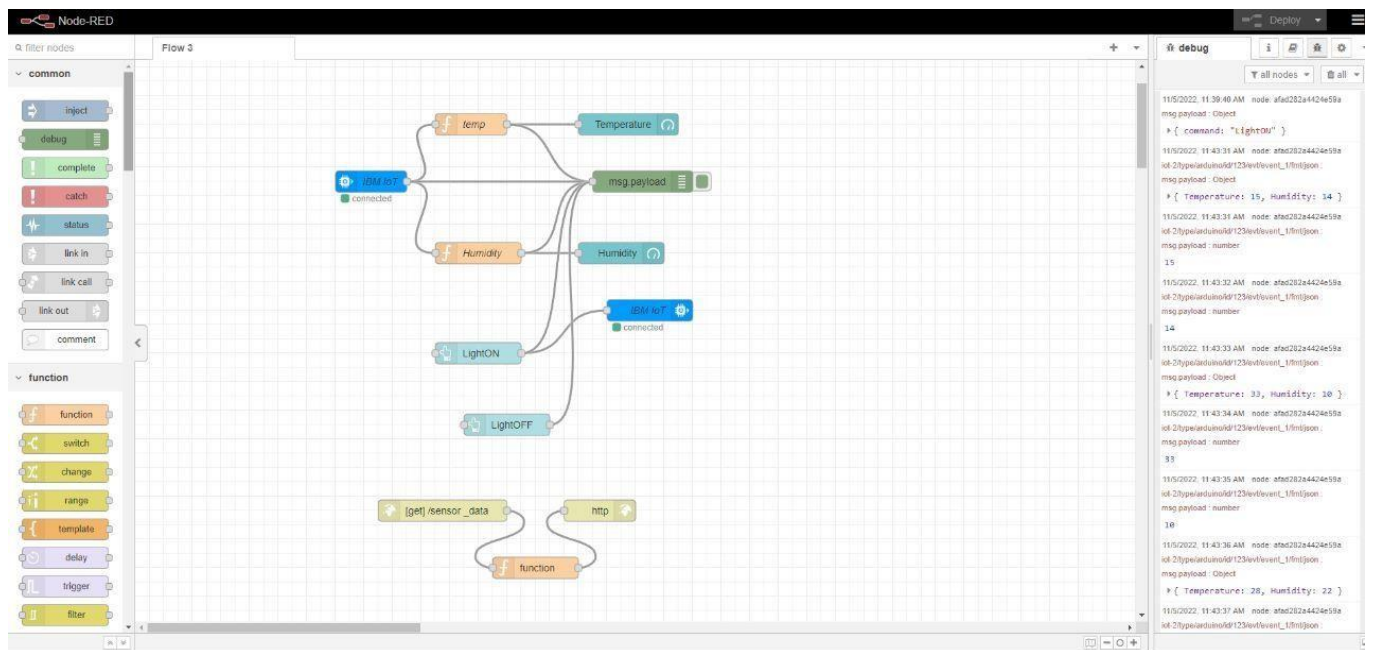 Node-RED
Deploy
filter nodes
Flow 3
debug
i
all nodes
all
common
inject
debug
complete
catch
status
link in
link call
link out
comment
function
function
switch
change
range
template
delay
trigger
filter
temp
Temperature
IBM IoT
connected
msg.payload
Humidity
Humidity
IBM IoT
connected
LightON
LightOFF
[get] /sensor _data
http
function
11/5/2022, 11:39:40 AM node: afad282a4424e59a
msg.payload : Object
{ command: "LightON" }
11/5/2022, 11:43:31 AM node: afad282a4424e59a
iot-2/type/arduino/id/123/evt/event_1/fmt/json :
msg.payload : Object
{ Temperature: 15, Humidity: 14 }
11/5/2022, 11:43:31 AM node: afad282a4424e59a
iot-2/type/arduino/id/123/evt/event_1/fmt/json :
msg.payload : number
15
11/5/2022, 11:43:32 AM node: afad282a4424e59a
iot-2/type/arduino/id/123/evt/event_1/fmt/json :
msg.payload : number
14
11/5/2022, 11:43:33 AM node: afad282a4424e59a
iot-2/type/arduino/id/123/evt/event_1/fmt/json :
msg.payload : Object
{ Temperature: 33, Humidity: 10 }
11/5/2022, 11:43:34 AM node: afad282a4424e59a
iot-2/type/arduino/id/123/evt/event_1/fmt/json :
msg.payload : number
33
11/5/2022, 11:43:35 AM node: afad282a4424e59a
iot-2/type/arduino/id/123/evt/event_1/fmt/json :
msg.payload : number
10
11/5/2022, 11:43:36 AM node: afad282a4424e59a
iot-2/type/arduino/id/123/evt/event_1/fmt/json :
msg.payload : Object
{ Temperature: 28, Humidity: 22 }
11/5/2022, 11:43:37 AM node: afad282a4424e59a
iot-2/type/arduino/id/123/evt/event_1/fmt/json :